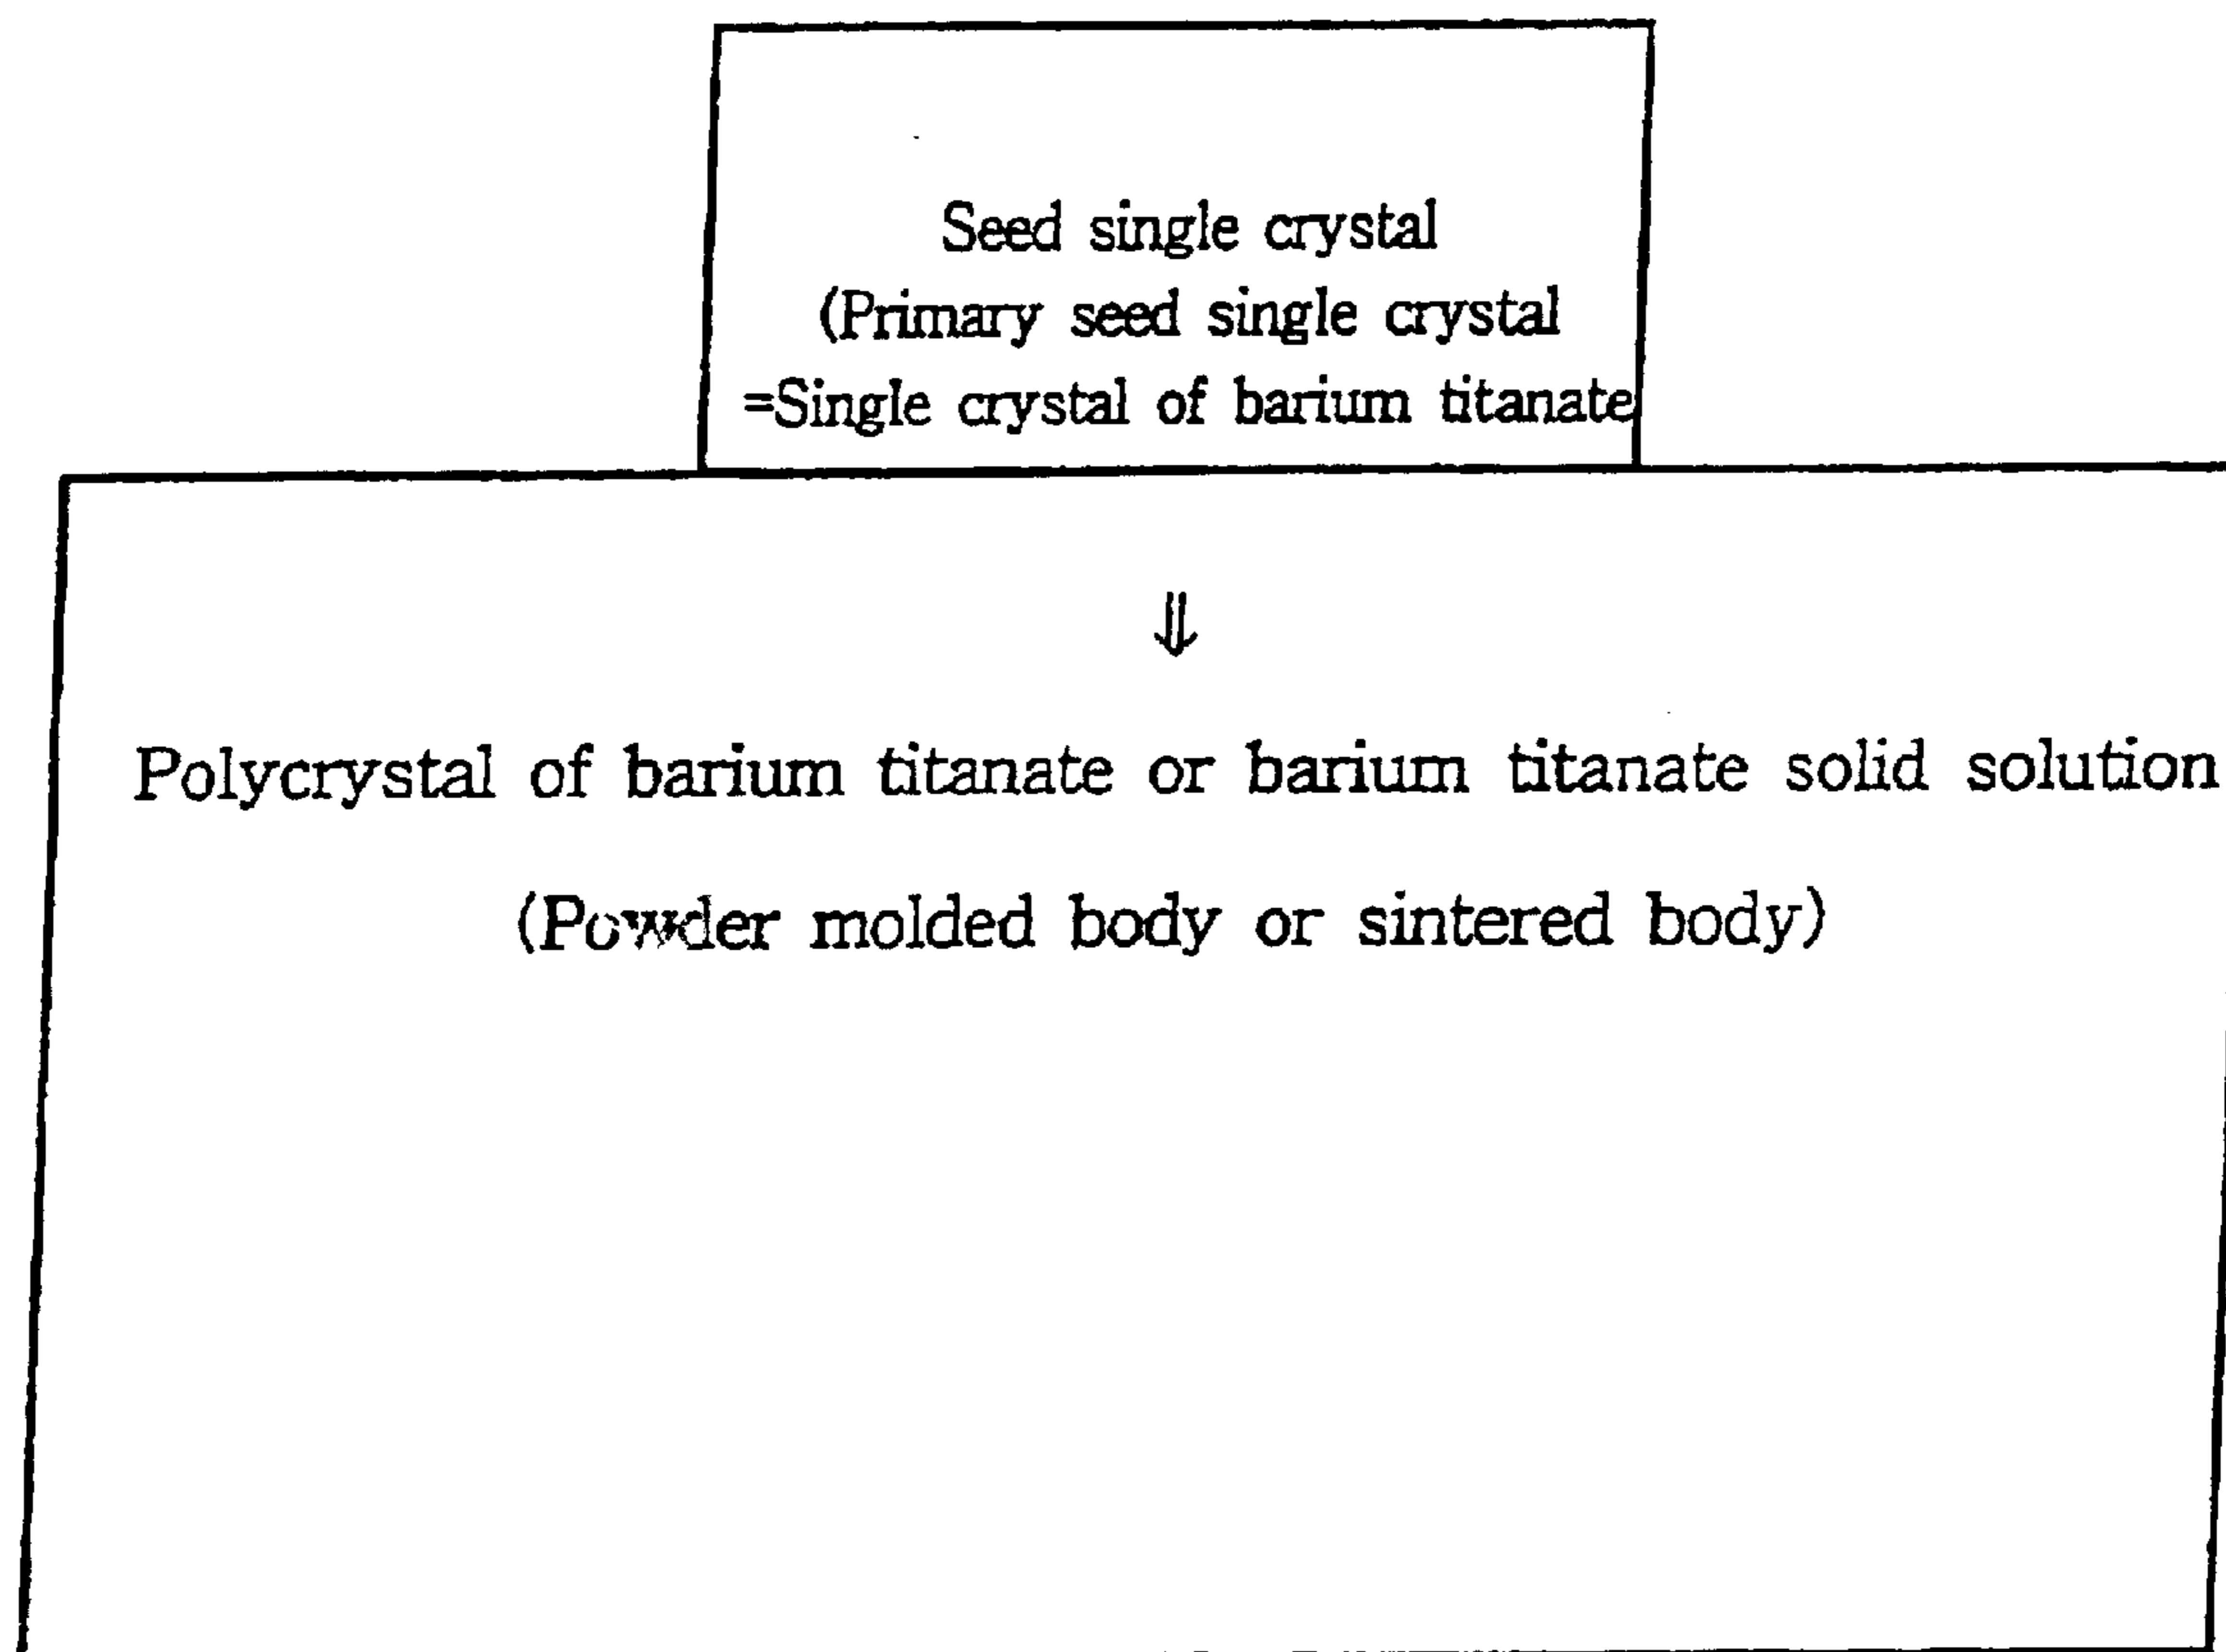 Seed single crystal
(Primary seed single crystal
=Single crystal of barium titanate
⇓
Polycrystal of barium titanate or barium titanate solid solution
(Powder molded body or sintered body)